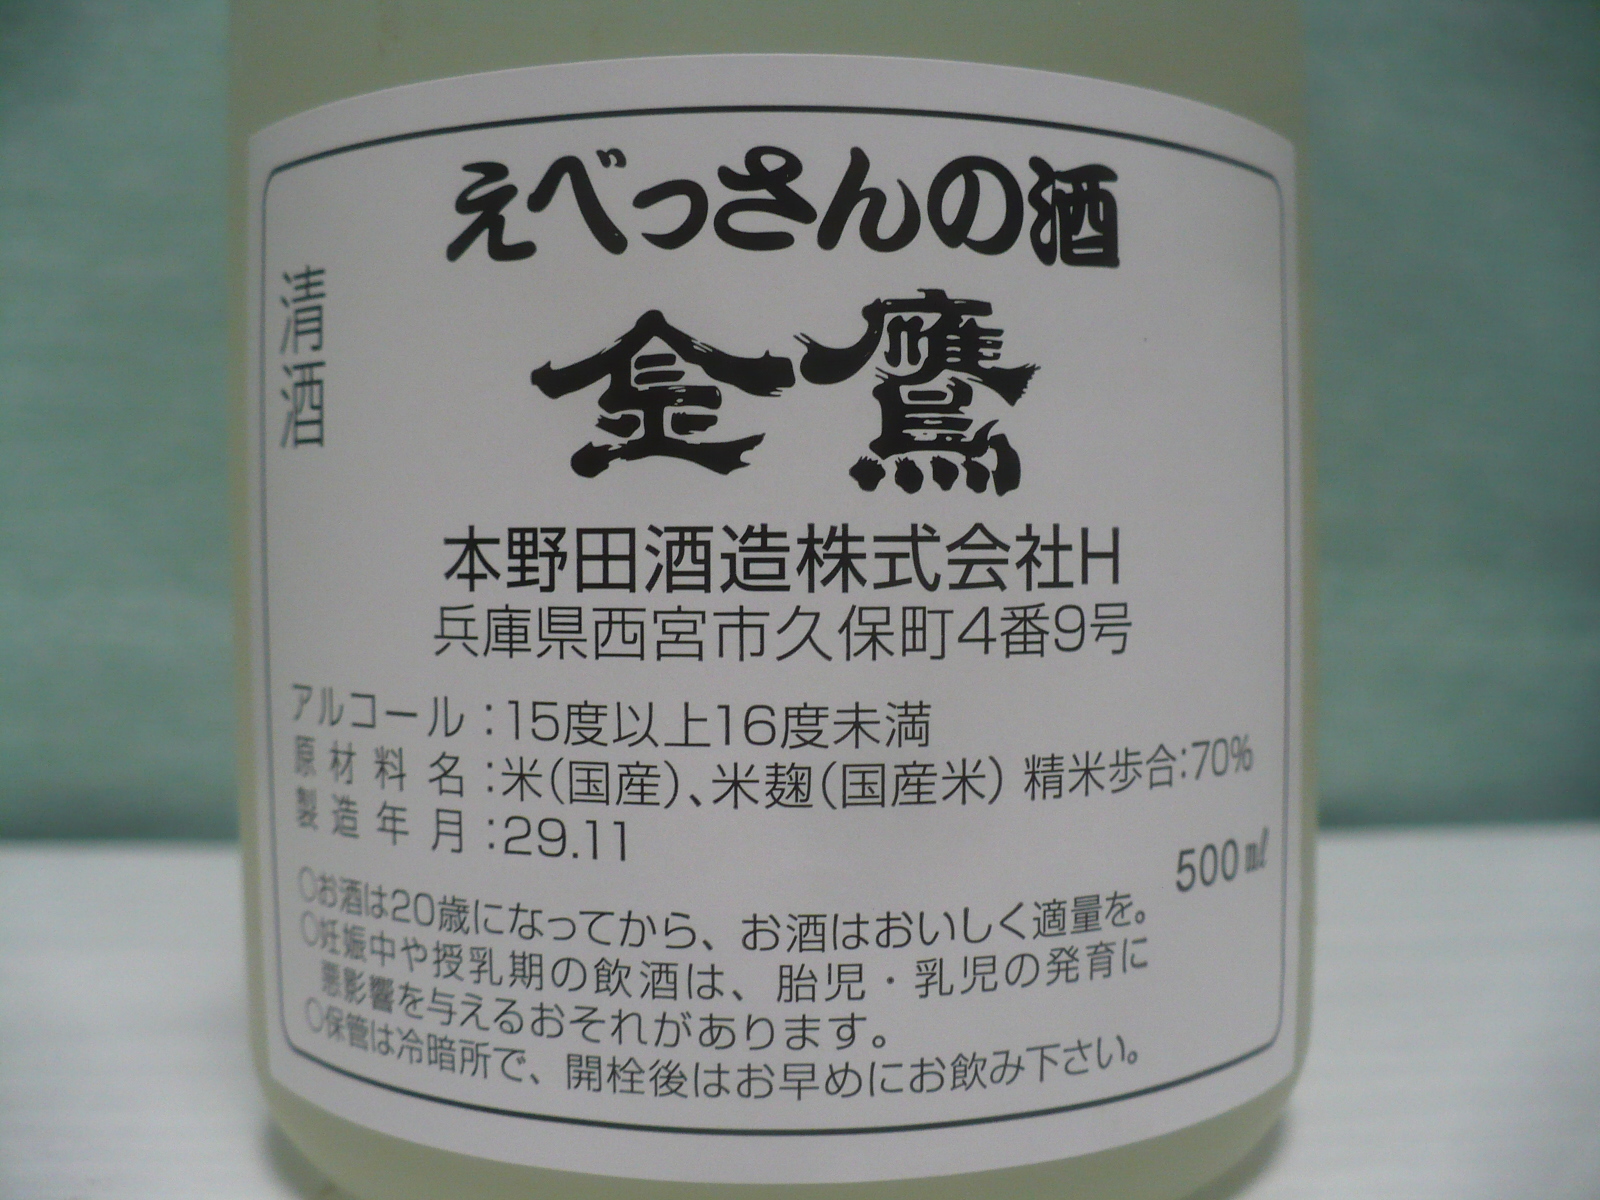 えべっさんの酒
清酒
金鷹
本野田酒造株式会社H
兵庫県西宮市久保町4番9号
アルコール:15度以上16度未満
原材料名:米(国産)、米麹(国産米) 精米歩合:70%
製造年月:29.11
500ml
○お酒は20歳になってから、お酒はおいしく適量を。
○妊娠中や授乳期の飲酒は、胎児・乳児の発育に
悪影響を与えるおそれがあります。
○保管は冷暗所で、開栓後はお早めにお飲み下さい。